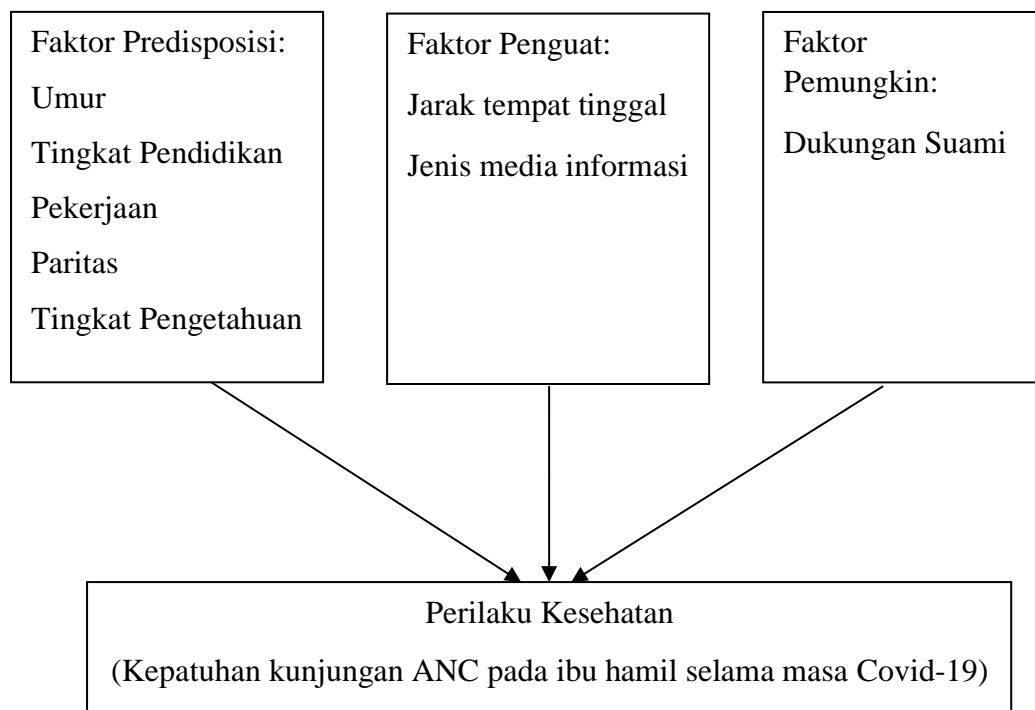 Faktor Predisposisi:
Umur
Tingkat Pendidikan
Pekerjaan
Paritas
Tingkat Pengetahuan
Faktor Penguat:
Jarak tempat tinggal
Jenis media informasi
Faktor
Pemungkin:
Dukungan Suami
Perilaku Kesehatan
(Kepatuhan kunjungan ANC pada ibu hamil selama masa Covid-19)